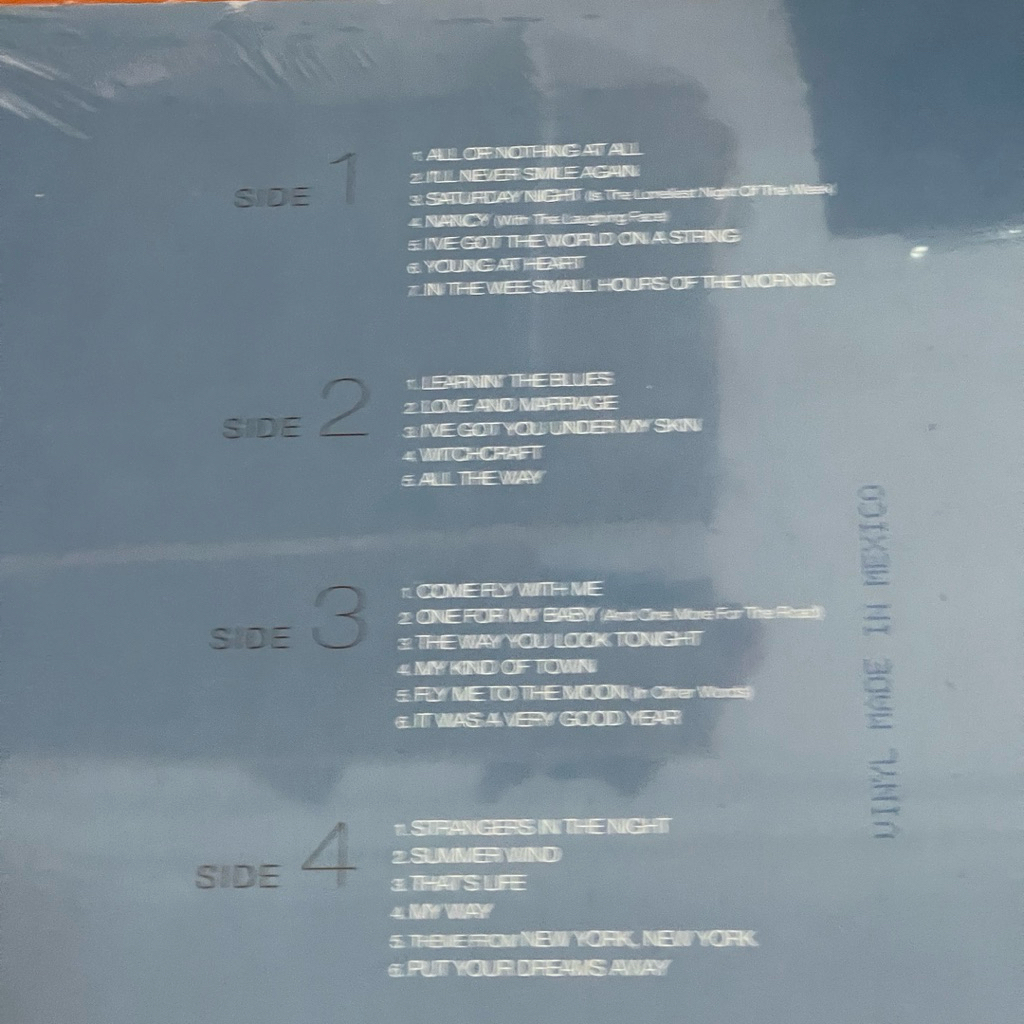 SIDE 1
1. ALL OR NOTHING AT ALL
2. I'LL NEVER SMILE AGAIN
3. SATURDAY NIGHT (Is The Loneliest Night Of The Week)
4. NANCY (With The Laughing Face)
5. I'VE GOT THE WORLD ON A STRING
6. YOUNG AT HEART
7. IN THE WEE SMALL HOURS OF THE MORNING
SIDE 2
1. LEARNIN' THE BLUES
2. LOVE AND MARRIAGE
3. I'VE GOT YOU UNDER MY SKIN
4. WITCHCRAFT
5. ALL THE WAY
SIDE 3
1. COME FLY WITH ME
2. ONE FOR MY BABY (And One More For The Road)
3. THE WAY YOU LOOK TONIGHT
4. MY KIND OF TOWN
5. FLY ME TO THE MOON (In Other Words)
6. IT WAS A VERY GOOD YEAR
SIDE 4
1. STRANGERS IN THE NIGHT
2. SUMMER WIND
3. THAT'S LIFE
4. MY WAY
5. THEME FROM NEW YORK, NEW YORK
6. PUT YOUR DREAMS AWAY
VINYL MADE IN MEXICO